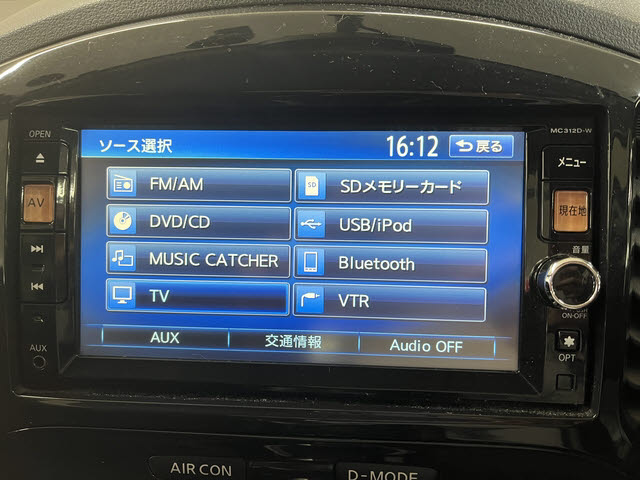 OPEN
MC312D-W
ソース選択
16:12
戻る
メニュー
FM/AM
SD
SDメモリーカード
AV
現在地
DVD/CD
USB/iPod
音量
MUSIC CATCHER
Bluetooth
TV
VTR
ON·OFF
AUX
AUX
交通情報
Audio OFF
OPT
AIR CON
D-MODE